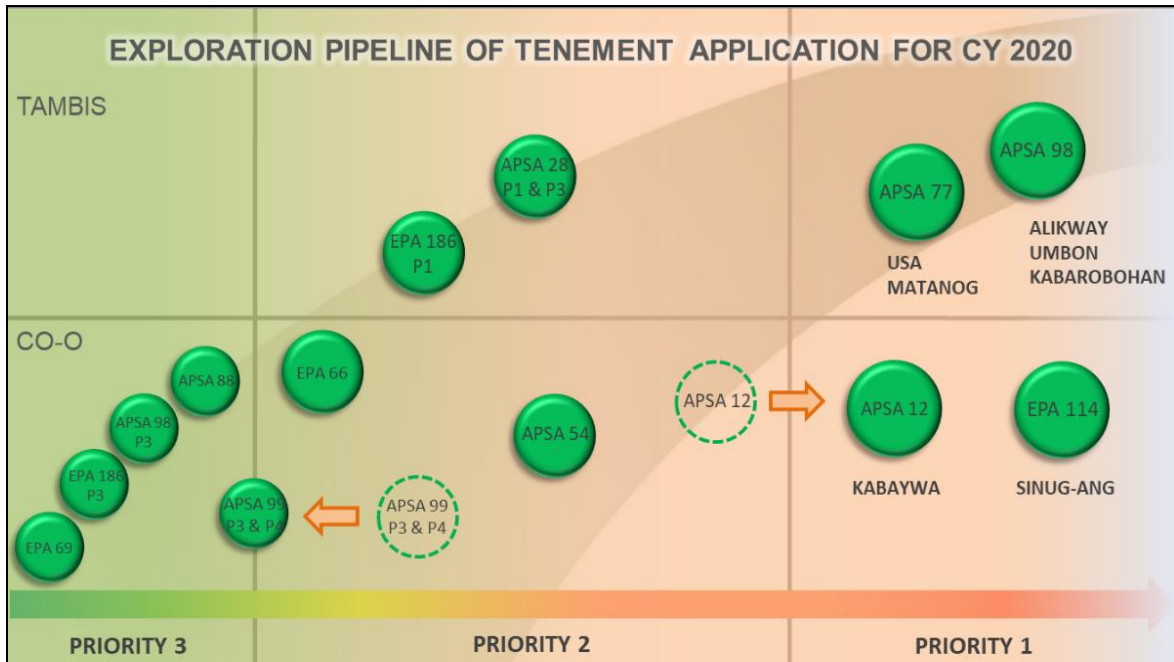 EXPLORATION PIPELINE OF TENEMENT APPLICATION FOR CY 2020
TAMBIS
APSA 28
P1 & P3
EPA 186
P1
APSA 77
USA
MATANOG
APSA 98
ALIKWAY
UMBON
KABAROBOHAN
CO-O
EPA 69
EPA 186
P3
APSA 98
P3
APSA 88
APSA 99
P3 & P4
EPA 66
APSA 99
P3 & P4
APSA 54
APSA 12
APSA 12
KABAYWA
EPA 114
SINUG-ANG
PRIORITY 3
PRIORITY 2
PRIORITY 1